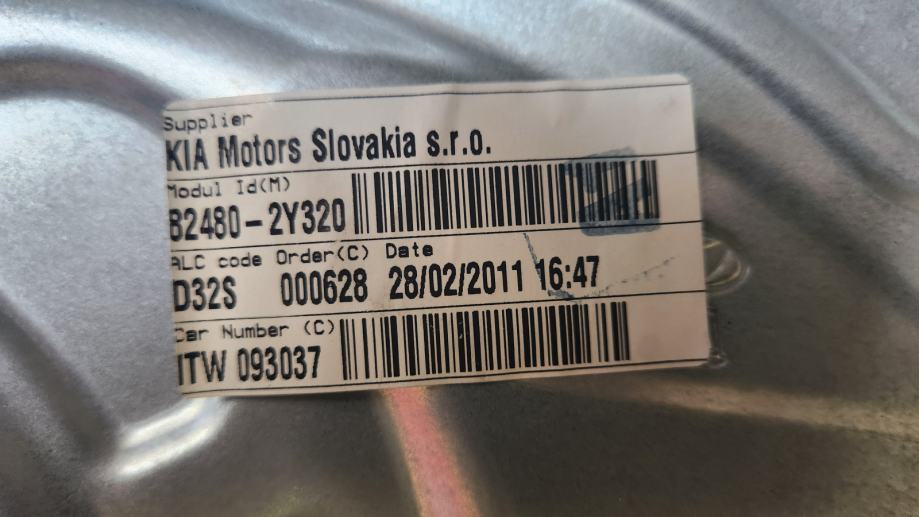 Supplier
KIA Motors Slovakia s.r.o.
Modul Id(M)
82480-2Y320
ALC code Order(C) Date
D32S 000628 28/02/2011 16:47
Car Number (C)
ITW 093037